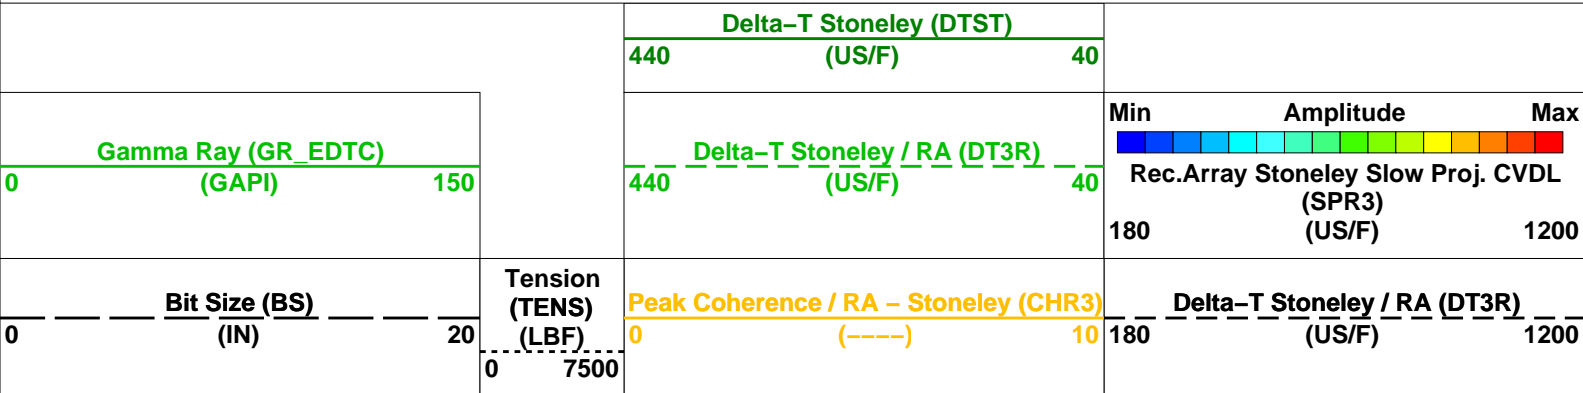 Delta–T Stoneley (DTST)
440 (US/F) 40
Gamma Ray (GR_EDTC)
0 (GAPI) 150
Delta–T Stoneley / RA (DT3R)
440 (US/F) 40
Min Amplitude Max
Rec.Array Stoneley Slow Proj. CVDL
(SPR3)
180 (US/F) 1200
Bit Size (BS)
0 (IN) 20
Tension
(TENS)
(LBF)
0 7500
Peak Coherence / RA – Stoneley (CHR3)
0 (––––) 10
Delta–T Stoneley / RA (DT3R)
180 (US/F) 1200